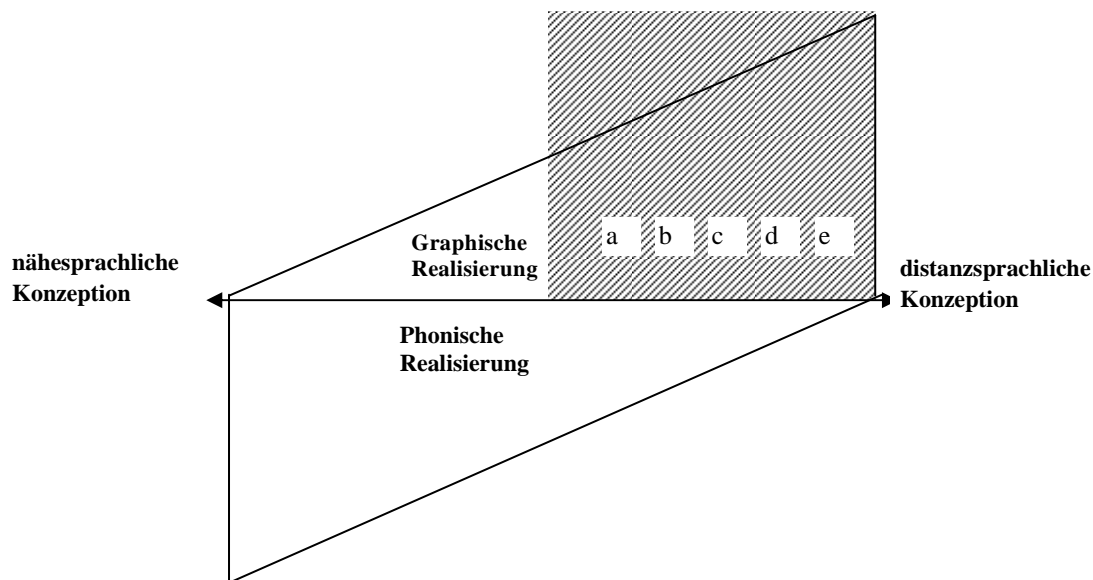 a b c d e
Graphische
Realisierung
nähesprachliche
Konzeption
distanzsprachliche
Konzeption
Phonische
Realisierung